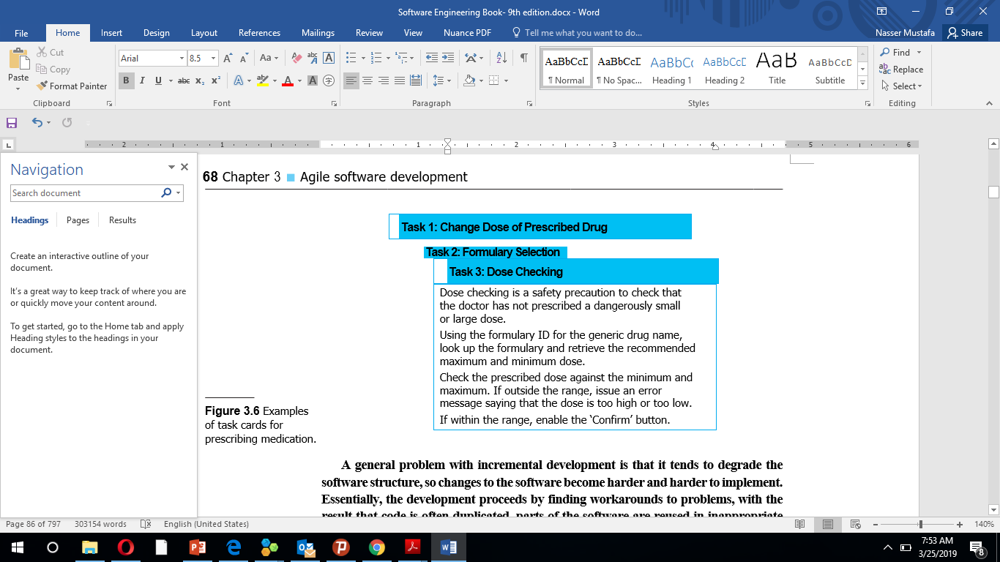 Software Engineering Book- 9th edition.docx - Word
File Home Insert Design Layout References Mailings Review View Nuance PDF Tell me what you want to do... Nasser Mustafa Share
Paste
Cut
Copy
Format Painter
Clipboard
Arial 8.5
Font
Paragraph
AaBbCcI AaBbCcI AaBbCc AaBbCcD AaB AaBbCcD
¶ Normal ¶ No Spac... Heading 1 Heading 2 Title Subtitle
Styles
Find
Replace
Select
Editing
2 1 1 2 3 4 5 6
Navigation
Search document
Headings Pages Results
Create an interactive outline of your
document.
It's a great way to keep track of where you are
or quickly move your content around.
To get started, go to the Home tab and apply
Heading styles to the headings in your
document.
68 Chapter 3 ■ Agile software development
Task 1: Change Dose of Prescribed Drug
Task 2: Formulary Selection
Task 3: Dose Checking
Dose checking is a safety precaution to check that
the doctor has not prescribed a dangerously small
or large dose.
Using the formulary ID for the generic drug name,
look up the formulary and retrieve the recommended
maximum and minimum dose.
Check the prescribed dose against the minimum and
maximum. If outside the range, issue an error
message saying that the dose is too high or too low.
If within the range, enable the ‘Confirm’ button.
Figure 3.6 Examples
of task cards for
prescribing medication.
A general problem with incremental development is that it tends to degrade the
software structure, so changes to the software become harder and harder to implement.
Essentially, the development proceeds by finding workarounds to problems, with the
result that code is often duplicated, parts of the software are reused in inappropriate
Page 86 of 797 303154 words English (United States) 140%
7:53 AM
3/25/2019
8